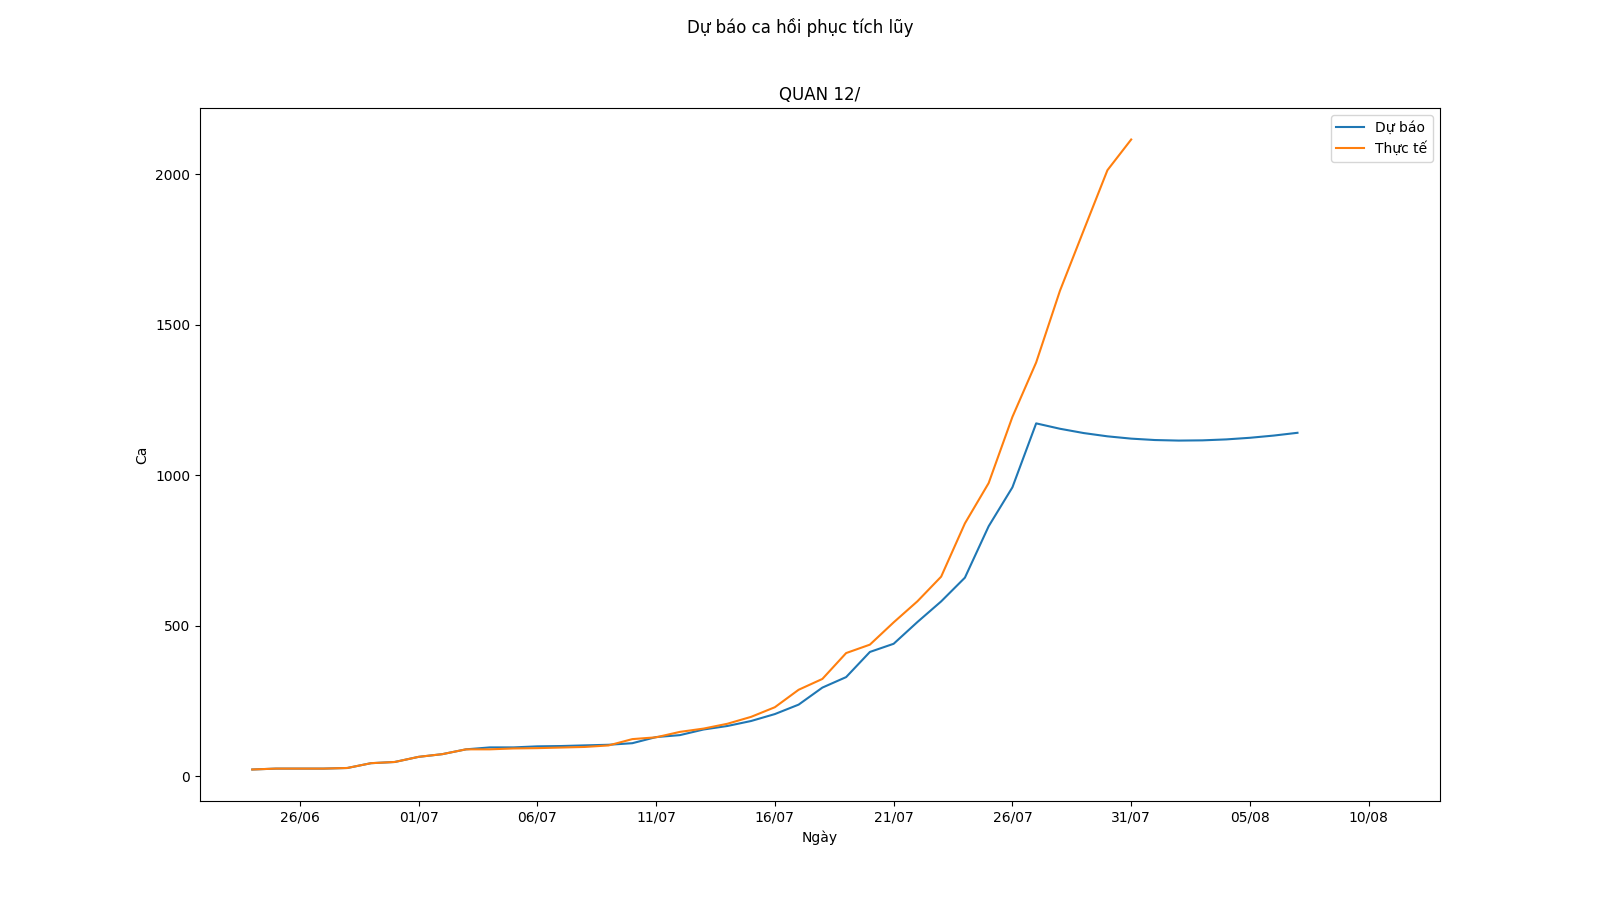 Dự báo ca hồi phục tích lũy
QUAN 12/
Dự báo
Thực tế
2000
1500
1000
500
0
Ca
26/06 01/07 06/07 11/07 16/07 21/07 26/07 31/07 05/08 10/08
Ngày